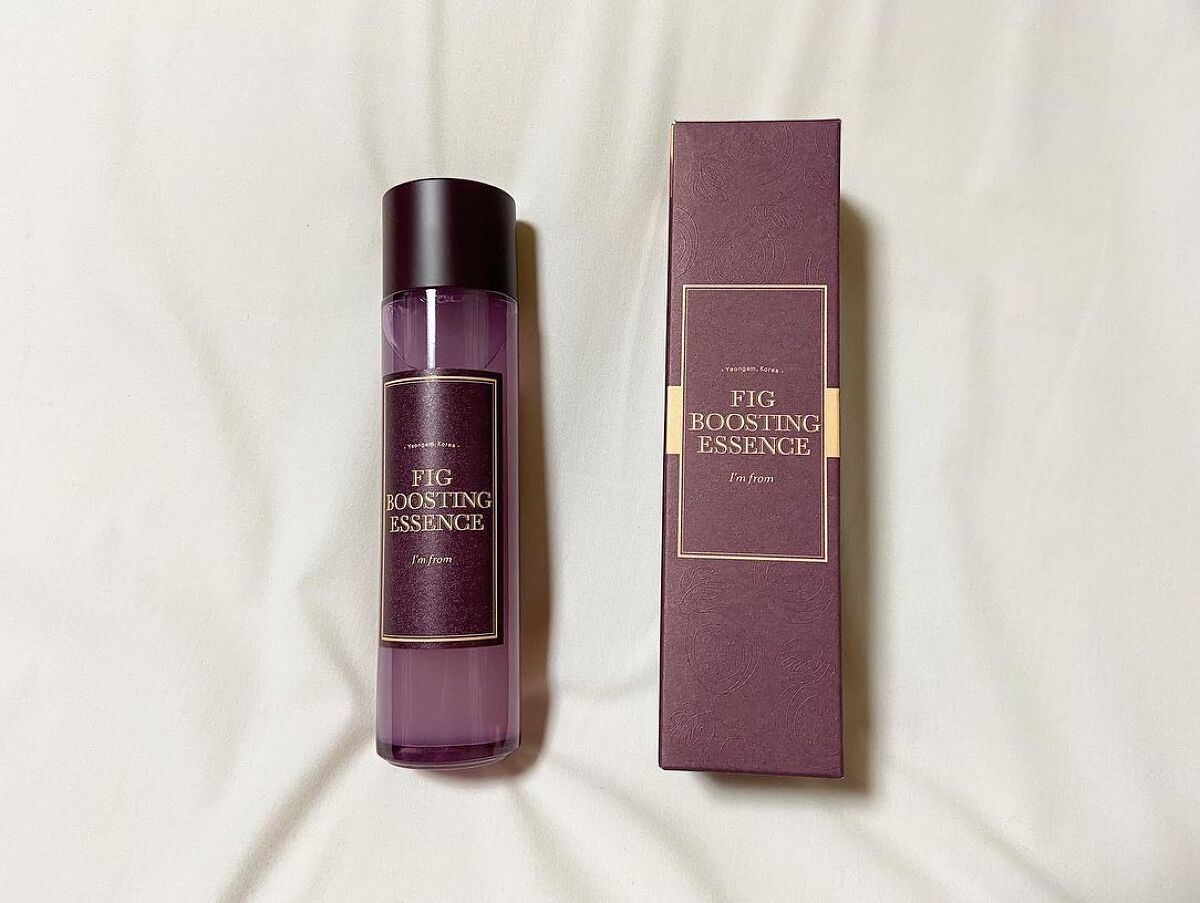 - Yeongam, Korea -
FIG
BOOSTING
ESSENCE
I'm from
- Yeongam, Korea -
FIG
BOOSTING
ESSENCE
I'm from